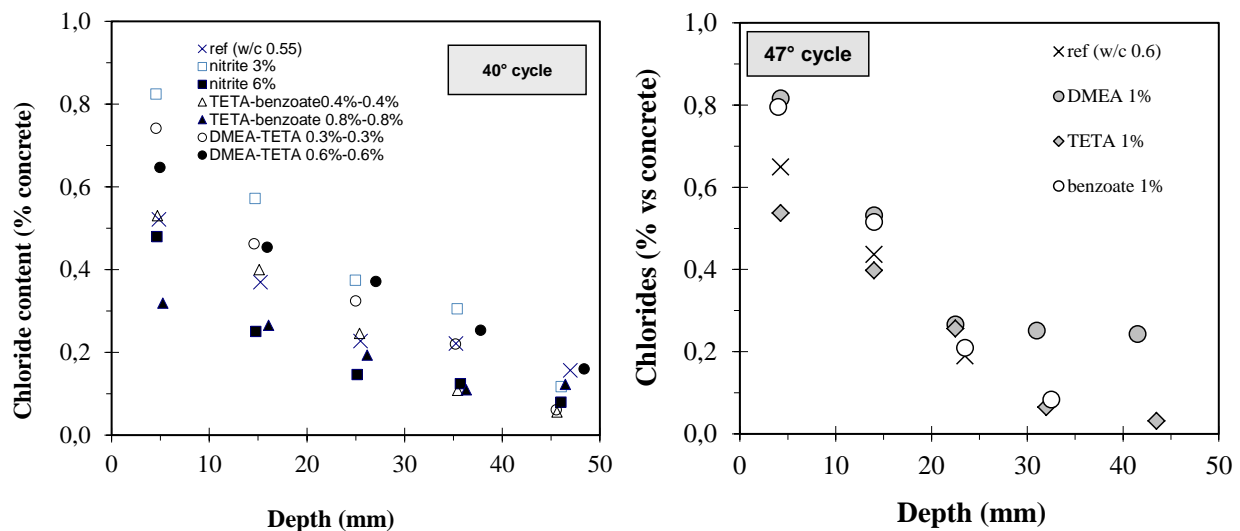 1,0
0,8
0,6
0,4
0,2
0,0
0 10 20 30 40 50
Chloride content (% concrete)
Depth (mm)
ref (w/c 0.55)
nitrite 3%
nitrite 6%
TETA-benzoate0.4%-0.4%
TETA-benzoate 0.8%-0.8%
DMEA-TETA 0.3%-0.3%
DMEA-TETA 0.6%-0.6%
40° cycle
1,0
0,8
0,6
0,4
0,2
0,0
0 10 20 30 40 50
Chlorides (% vs concrete)
Depth (mm)
47° cycle
ref (w/c 0.6)
DMEA 1%
TETA 1%
benzoate 1%